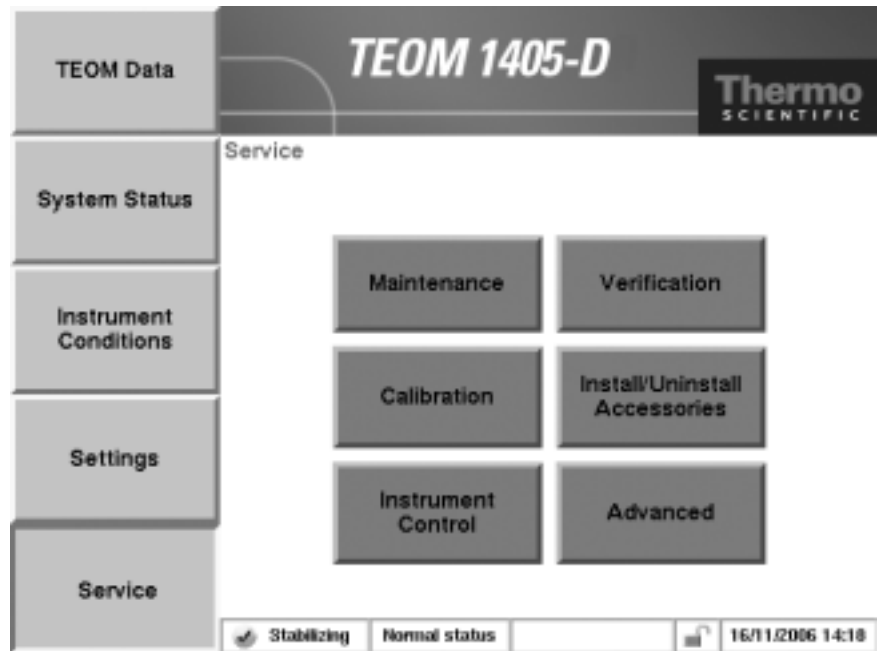 TEOM Data
TEOM 1405-D
Thermo
SCIENTIFIC
Service
System Status
Instrument
Conditions
Settings
Service
Maintenance
Verification
Calibration
Install/Uninstall
Accessories
Instrument
Control
Advanced
Stabilizing
Normal status
16/11/2006 14:18